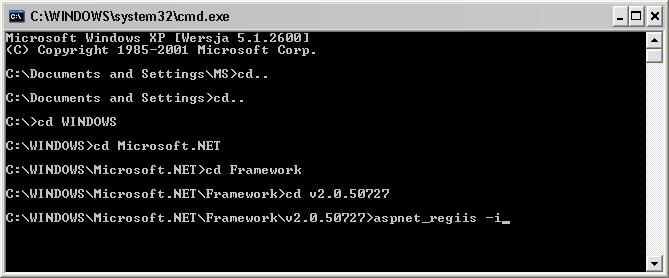 C:\WINDOWS\system32\cmd.exe
Microsoft Windows XP [Wersja 5.1.2600]
(C) Copyright 1985-2001 Microsoft Corp.
C:\Documents and Settings\MS>cd..
C:\Documents and Settings>cd..
C:\>cd WINDOWS
C:\WINDOWS>cd Microsoft.NET
C:\WINDOWS\Microsoft.NET>cd Framework
C:\WINDOWS\Microsoft.NET\Framework>cd v2.0.50727
C:\WINDOWS\Microsoft.NET\Framework\v2.0.50727>aspnet_regiis -i_